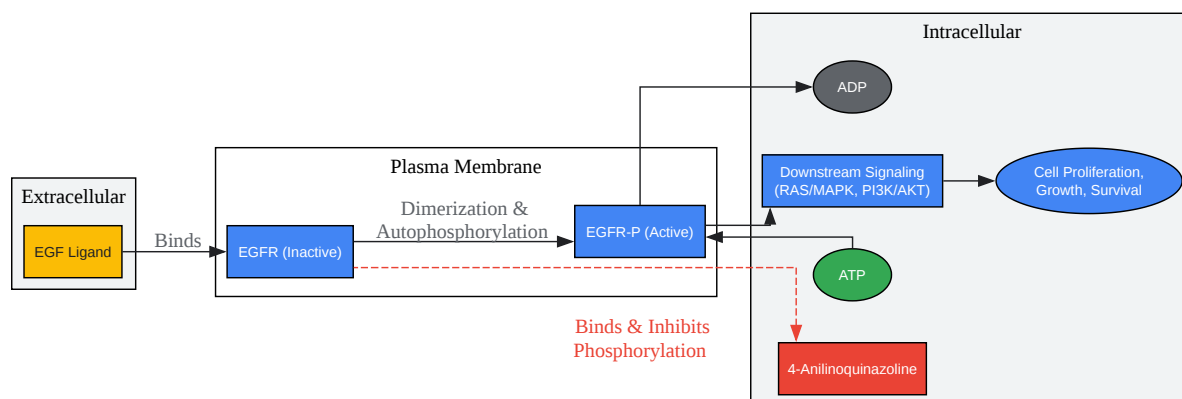 Intracellular
ADP
Plasma Membrane
Downstream Signaling
(RAS/MAPK, PI3K/AKT)
Cell Proliferation,
Growth, Survival
Extracellular
Dimerization &
Autophosphorylation
EGFR-P (Active)
Binds
EGF Ligand
EGFR (Inactive)
ATP
Binds & Inhibits
Phosphorylation
4-Anilinoquinazoline